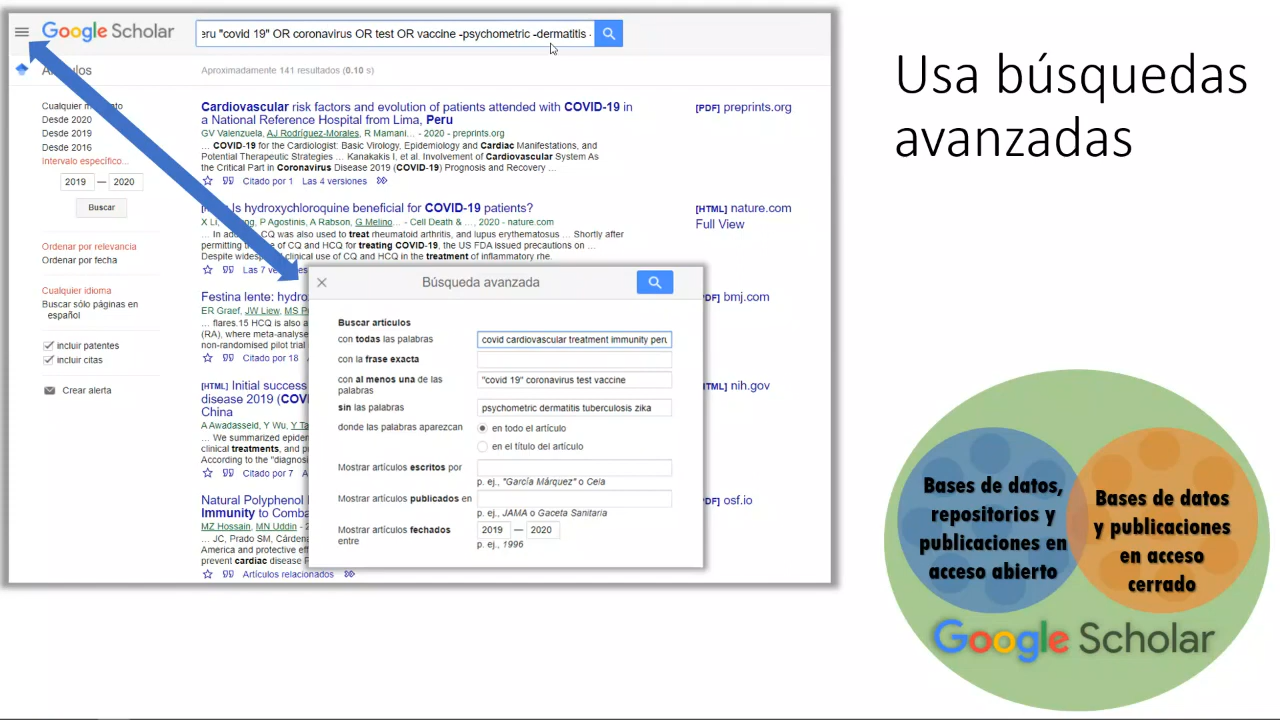 Google Scholar
eru "covid 19" OR coronavirus OR test OR vaccine -psychometric -dermatitis -
Artículos
Aproximadamente 141 resultados (0.10 s)
Cualquier momento
Desde 2020
Desde 2019
Desde 2016
Intervalo específico...
2019 — 2020
Buscar
Ordenar por relevancia
Ordenar por fecha
Cualquier idioma
Buscar sólo páginas en
español
incluir patentes
incluir citas
Crear alerta
Cardiovascular risk factors and evolution of patients attended with COVID-19 in
a National Reference Hospital from Lima, Peru
GV Valenzuela, AJ Rodríguez-Morales, R Mamani... - 2020 - preprints.org
... COVID-19 for the Cardiologist: Basic Virology, Epidemiology and Cardiac Manifestations, and
Potential Therapeutic Strategies ... Kanakakis I, et al. Involvement of Cardiovascular System As
the Critical Part in Coronavirus Disease 2019 (COVID-19) Prognosis and Recovery ...
Citado por 1 Las 4 versiones
[PDF] preprints.org
Is hydroxychloroquine beneficial for COVID-19 patients?
X Li, P Agostinis, A Rabson, G Melino... - Cell Death & ..., 2020 - nature.com
... In CQ was also used to treat rheumatoid arthritis, and lupus erythematosus ... Shortly after
permitting use of CQ and HCQ for treating COVID-19, the US FDA issued precautions on ...
Despite clinical use of CQ and HCQ in the treatment of inflammatory rhe.
Las 7
[HTML] nature.com
Full View
Festina lente: hydro
ER Graef, JW Liew, MS P
... flares.15 HCQ is also a
(RA), where meta-analyse
non-randomised pilot trial
Citado por 18
bmj.com
[HTML] Initial success
disease 2019 (COV
China
A Awadasseid, Y Wu, Y Ta
... We summarized epiden
clinical treatments, and pr
According to the "diagnos
Citado por 7
nih.gov
Natural Polyphenol
Immunity to Comba
MZ Hossain, MN Uddin - 2
... JC, Prado SM, Cárdena
America and protective ef
prevent cardiac disease P
Artículos relacionados
osf.io
Búsqueda avanzada
Buscar artículos
con todas las palabras
covid cardiovascular treatment immunity peru
con la frase exacta
con al menos una de las
palabras
"covid 19" coronavirus test vaccine
sin las palabras
psychometric dermatitis tuberculosis zika
donde las palabras aparezcan
en todo el artículo
en el título del artículo
Mostrar artículos escritos por
p. ej., "García Márquez" o Cela
Mostrar artículos publicados en
p. ej., JAMA o Gaceta Sanitaria
Mostrar artículos fechados
entre
2019 — 2020
p. ej., 1996
Usa búsquedas
avanzadas
Bases de datos,
repositorios y
publicaciones en
acceso abierto
Bases de datos
y publicaciones
en acceso
cerrado
Google Scholar